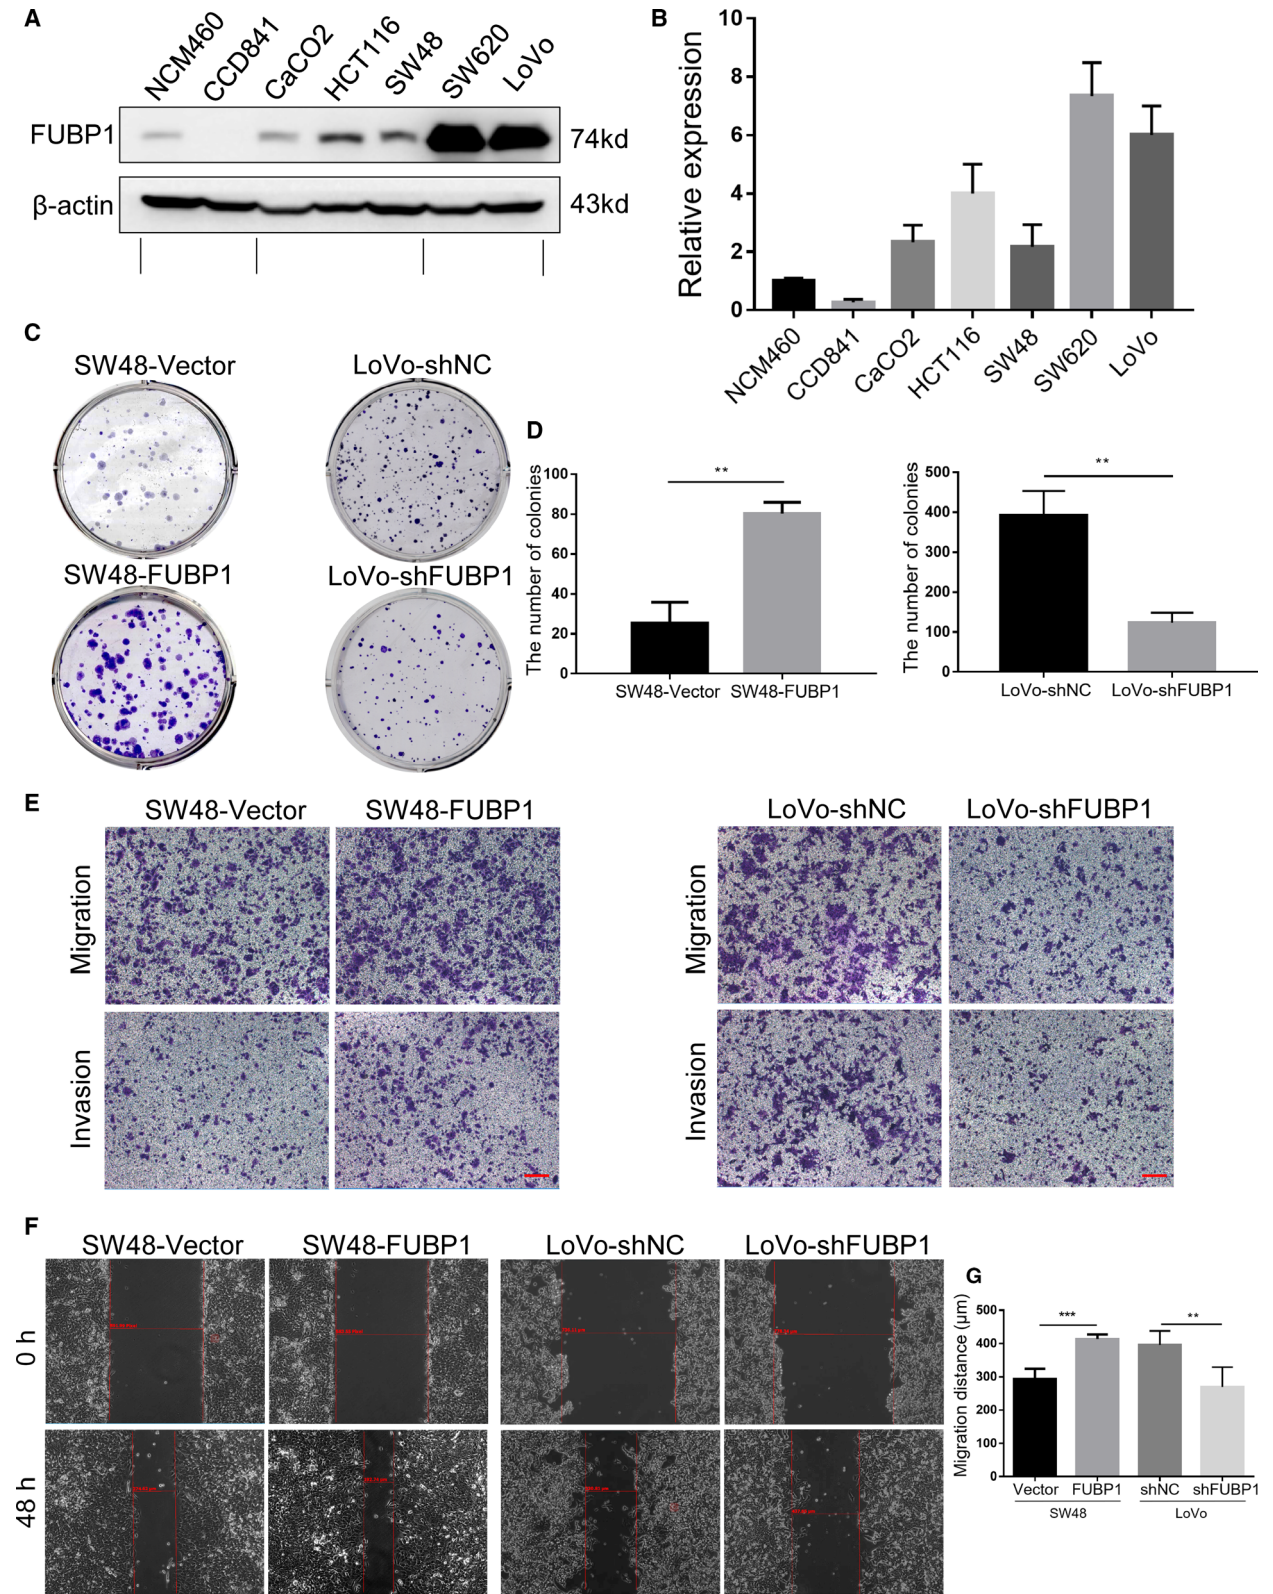 A
NCM460
CCD841
CaCO2
HCT116
SW48
SW620
LoVo
FUBP1
74kd
β-actin
43kd
B
Relative expression
10
8
6
4
2
0
NCM460
CCD841
CaCO2
HCT116
SW48
SW620
LoVo
C
SW48-Vector
LoVo-shNC
SW48-FUBP1
LoVo-shFUBP1
D
The number of colonies
100
80
60
40
20
0
**
SW48-Vector
SW48-FUBP1
The number of colonies
500
400
300
200
100
0
**
LoVo-shNC
LoVo-shFUBP1
E
SW48-Vector
SW48-FUBP1
LoVo-shNC
LoVo-shFUBP1
Migration
Migration
Invasion
Invasion
F
SW48-Vector
SW48-FUBP1
LoVo-shNC
LoVo-shFUBP1
0 h
48 h
G
Migration distance (μm)
500
400
300
200
100
0
***
**
Vector
FUBP1
shNC
shFUBP1
SW48
LoVo